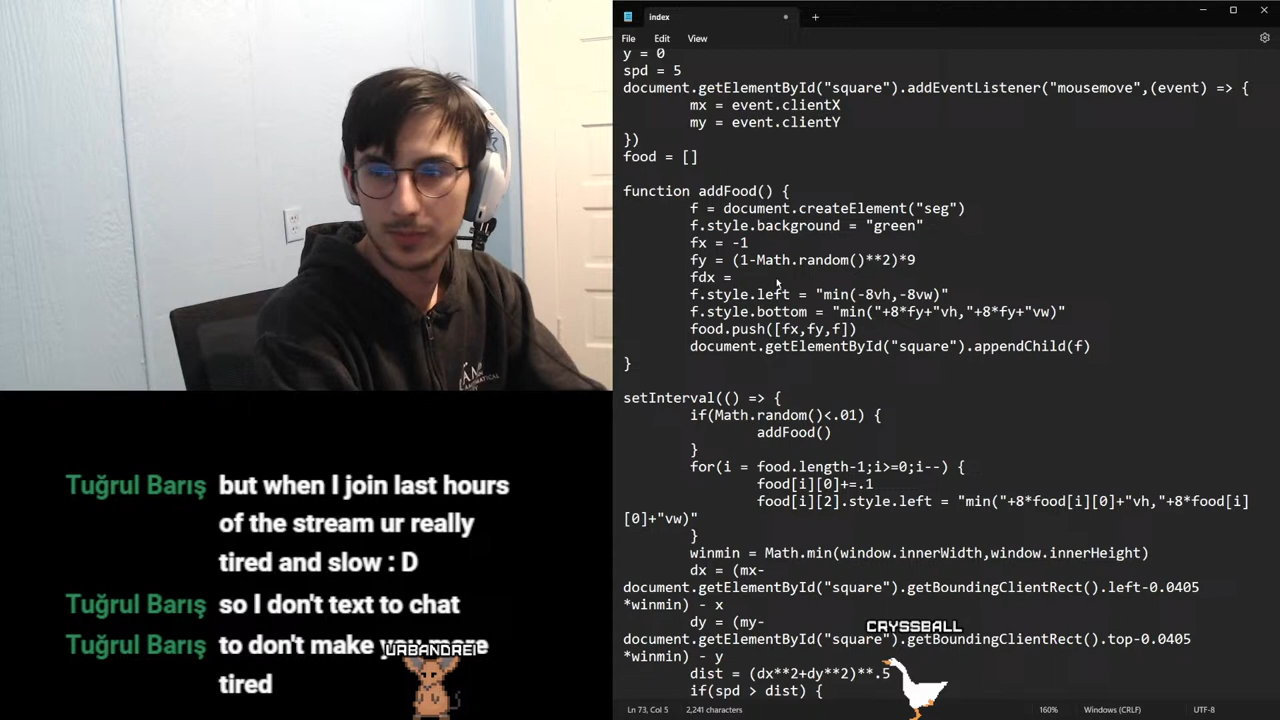 index
File Edit View
y = 0
spd = 5
document.getElementById("square").addEventListener("mousemove",(event) => {
mx = event.clientX
my = event.clientY
})
food = []
function addFood() {
f = document.createElement("seg")
f.style.background = "green"
fx = -1
fy = (1-Math.random()**2)*9
fdx =
f.style.left = "min(-8vh,-8vw)"
f.style.bottom = "min("+8*fy+"vh,"+8*fy+"vw)"
food.push([fx,fy,f])
document.getElementById("square").appendChild(f)
}
setInterval(() => {
if(Math.random()<.01) {
addFood()
}
for(i = food.length-1;i>=0;i--) {
food[i][0]+=.1
food[i][2].style.left = "min("+8*food[i][0]+"vh,"+8*food[i]
[0]+"vw)"
}
winmin = Math.min(window.innerWidth,window.innerHeight)
dx = (mx-
document.getElementById("square").getBoundingClientRect().left-0.0405
*winmin) - x
dy = (my-
document.getElementById("square").getBoundingClientRect().top-0.0405
*winmin) - y
dist = (dx**2+dy**2)**.5
if(spd > dist) {
Ln 73, Col 5 2,241 characters 160% Windows (CRLF) UTF-8
Tuğrul Barış but when I join last hours
of the stream ur really
tired and slow : D
Tuğrul Barış so I don't text to chat
Tuğrul Barış to don't make you more
tired
URBANDREI
CRYSSBALL